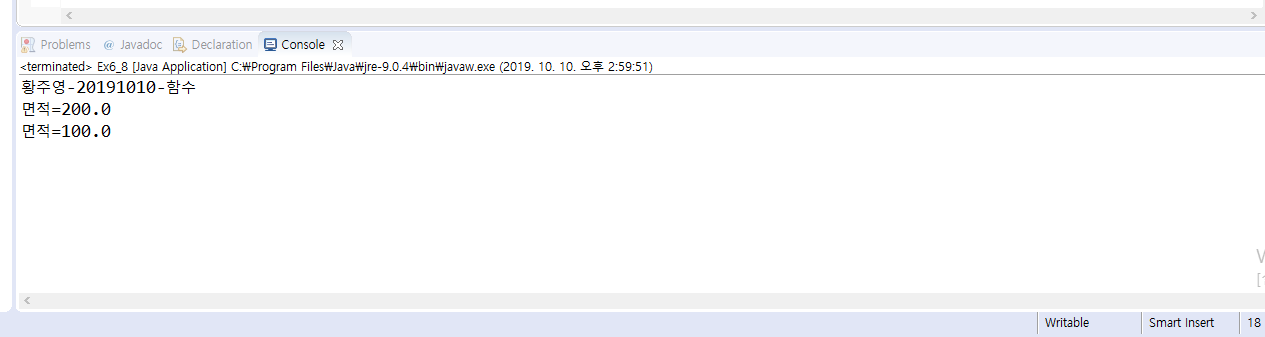 Problems @ Javadoc Declaration Console
<terminated> Ex6_8 [Java Application] C:₩Program Files₩Java₩jre-9.0.4₩bin₩javaw.exe (2019. 10. 10. 오후 2:59:51)
황주영-20191010-함수
면적=200.0
면적=100.0
Writable Smart Insert 18